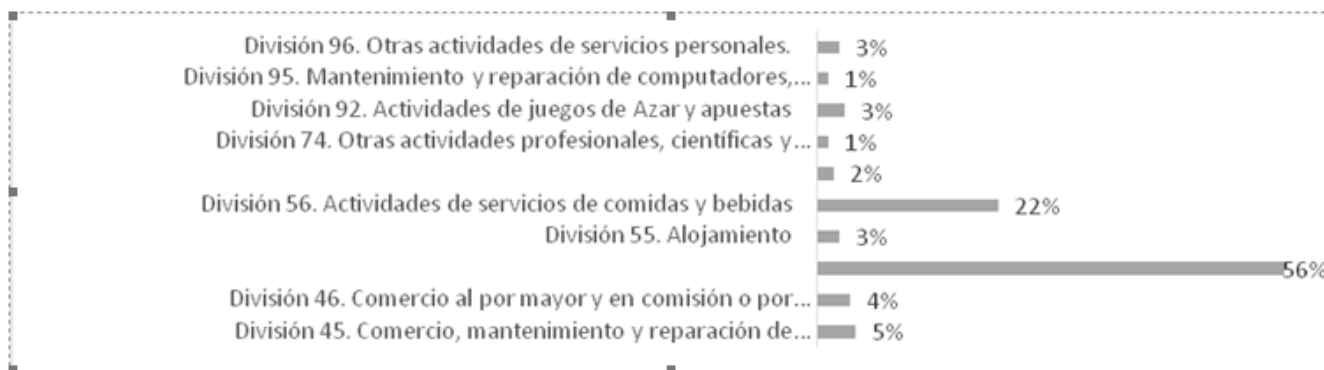 División 96. Otras actividades de servicios personales. 3%
División 95. Mantenimiento y reparación de computadores,... 1%
División 92. Actividades de juegos de Azar y apuestas 3%
División 74. Otras actividades profesionales, científicas y... 1%
2%
División 56. Actividades de servicios de comidas y bebidas 22%
División 55. Alojamiento 3%
56%
División 46. Comercio al por mayor y en comisión o por... 4%
División 45. Comercio, mantenimiento y reparación de... 5%